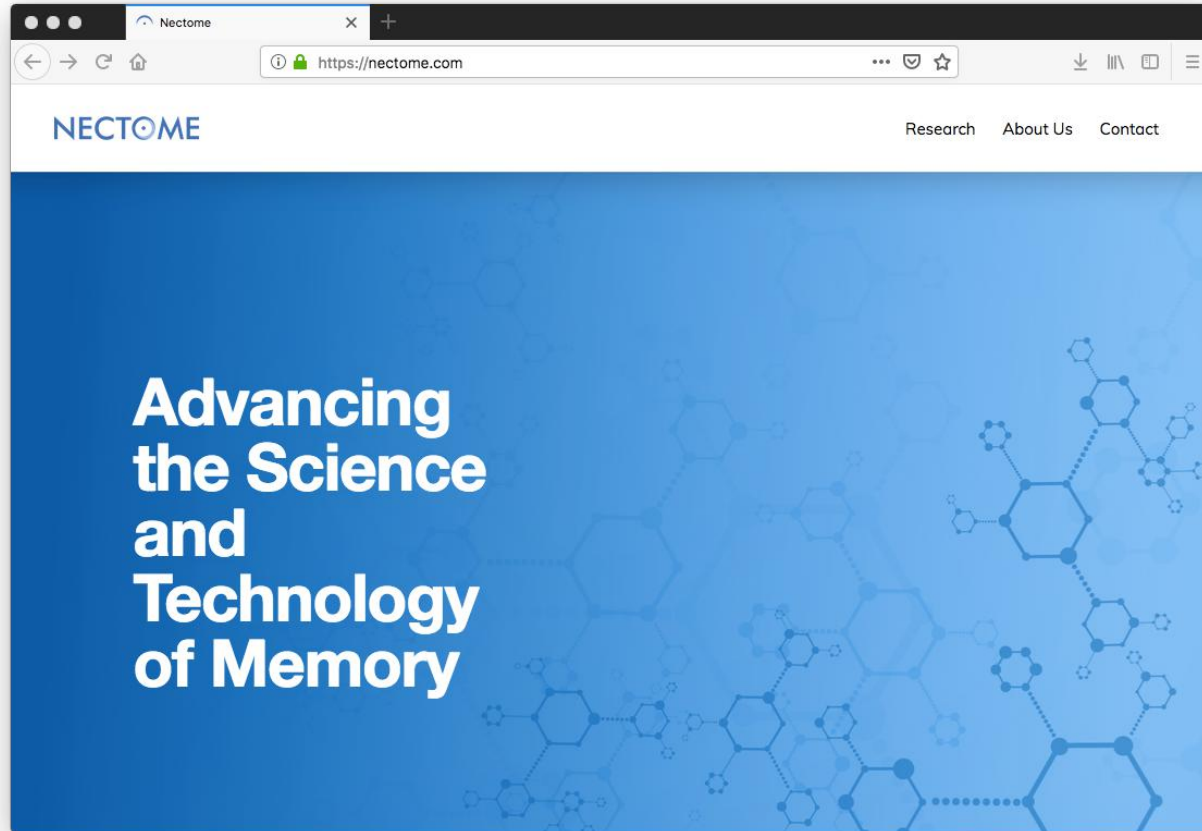 Nectome
https://nectome.com
NECTOME
Research About Us Contact
Advancing
the Science
and
Technology
of Memory